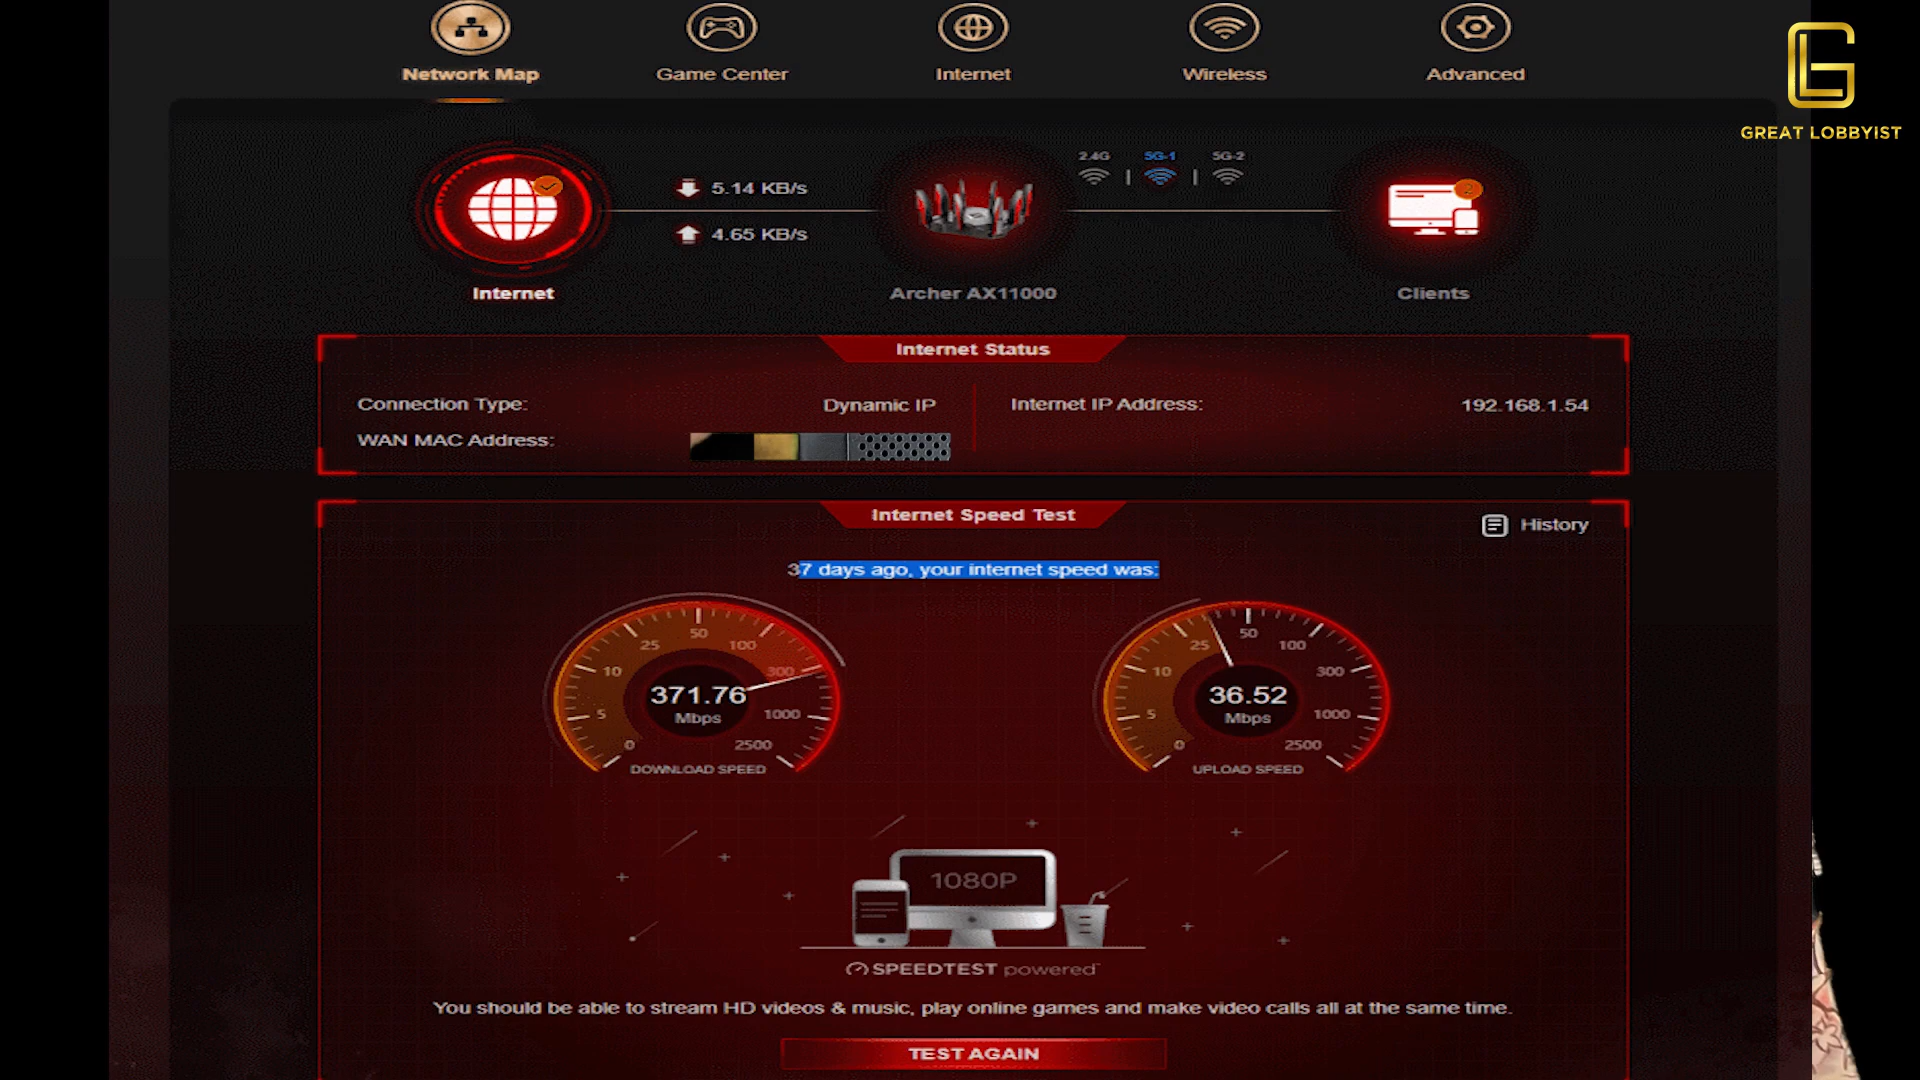 Network Map
Game Center
Internet
Wireless
Advanced
GREAT LOBBYIST
2.4G | 5G-1 | 5G-2
5.14 KB/s
2
4.65 KB/s
Internet
Archer AX11000
Clients
Internet Status
Connection Type: Dynamic IP
Internet IP Address: 192.168.1.54
WAN MAC Address:
Internet Speed Test
History
37 days ago, your internet speed was:
0 5 10 25 50 100 300 1000 2500
371.76
Mbps
DOWNLOAD SPEED
0 5 10 25 50 100 300 1000 2500
36.52
Mbps
UPLOAD SPEED
1080P
SPEEDTEST powered
You should be able to stream HD videos & music, play online games and make video calls all at the same time.
TEST AGAIN